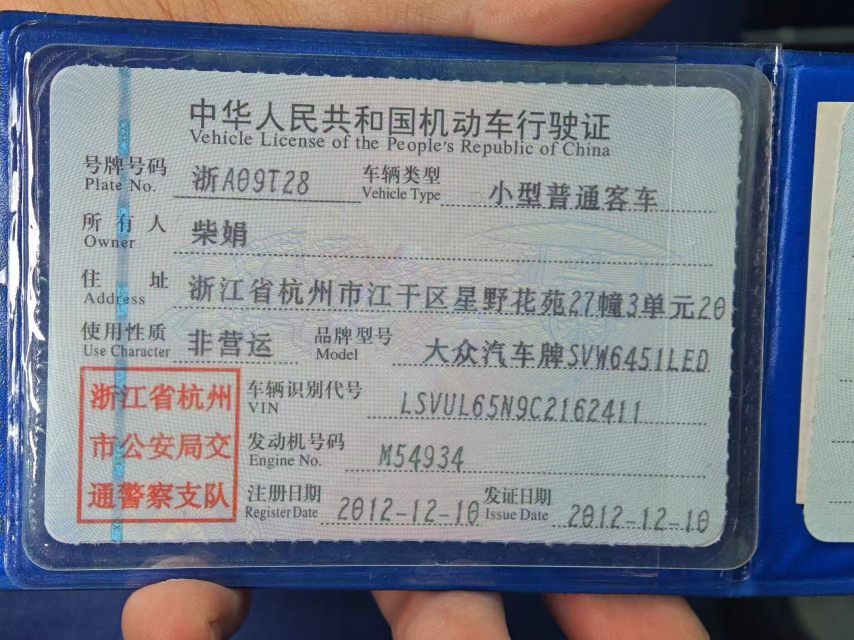 中华人民共和国机动车行驶证
Vehicle License of the People's Republic of China
号牌号码 浙A09T28 车辆类型 小型普通客车
Plate No. Vehicle Type
所有人 柴娟
Owner
住址 浙江省杭州市江干区星野花苑27幢3单元20
Address
使用性质 非营运 品牌型号 大众汽车牌SVW6451LED
Use Character Model
浙江省杭州
市公安局交
通警察支队
车辆识别代号 LSVUL65N9C2162411
VIN
发动机号码 M54934
Engine No.
注册日期 2012-12-10 发证日期 2012-12-10
Register Date Issue Date